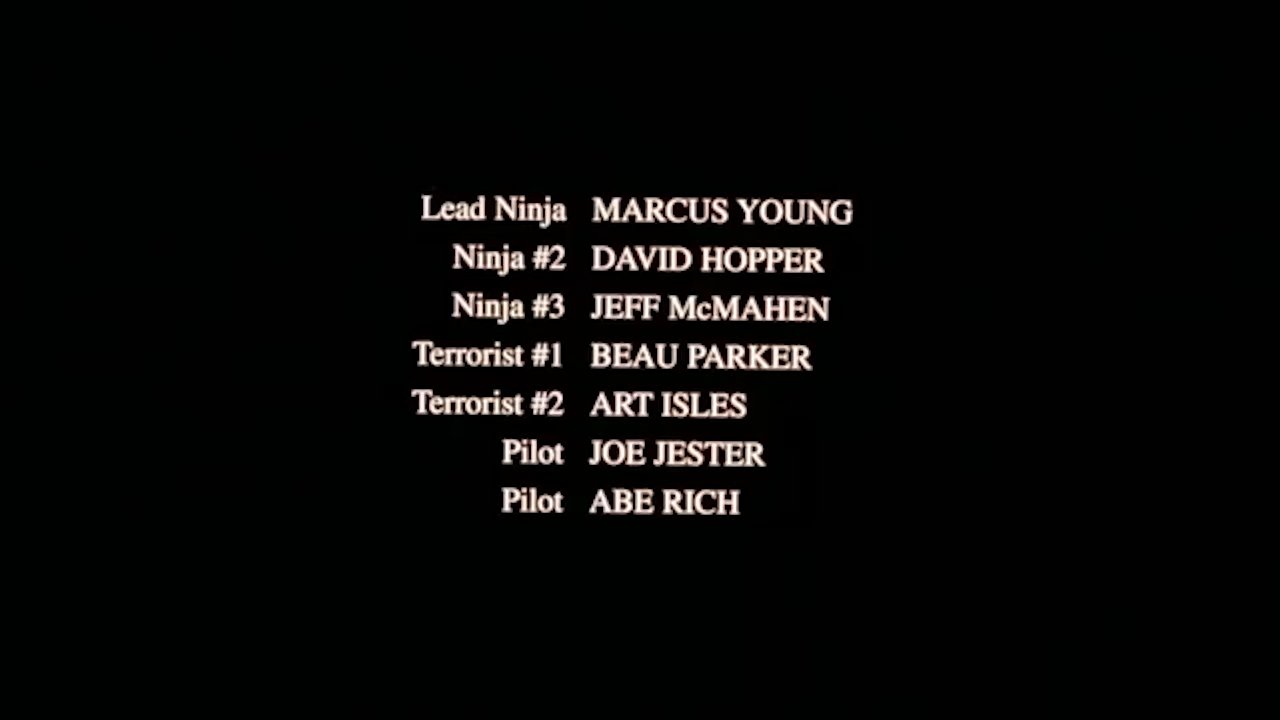 Lead Ninja MARCUS YOUNG
Ninja #2 DAVID HOPPER
Ninja #3 JEFF McMAHEN
Terrorist #1 BEAU PARKER
Terrorist #2 ART ISLES
Pilot JOE JESTER
Pilot ABE RICH